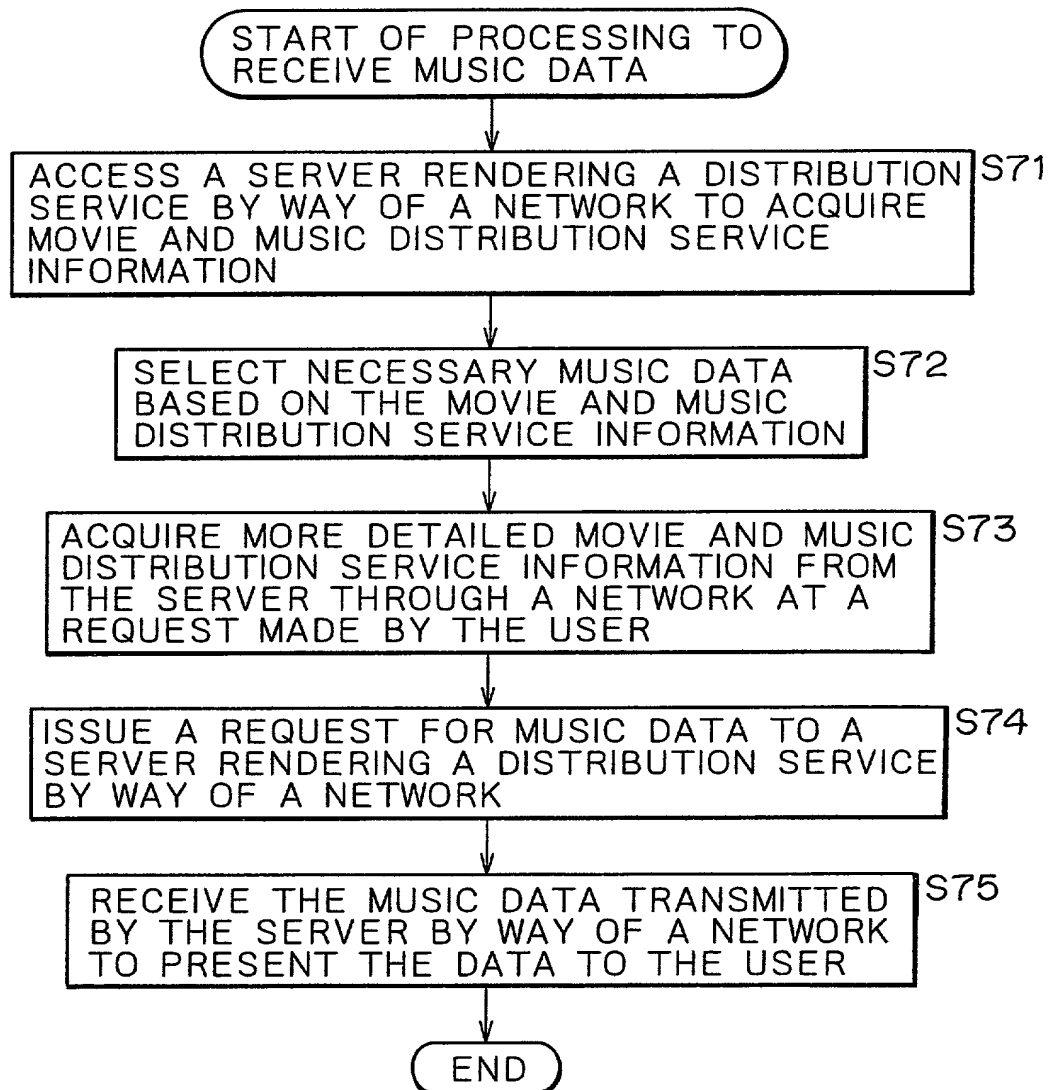 START OF PROCESSING TO
RECEIVE MUSIC DATA
ACCESS A SERVER RENDERING A DISTRIBUTION
SERVICE BY WAY OF A NETWORK TO ACQUIRE
MOVIE AND MUSIC DISTRIBUTION SERVICE
INFORMATION
S71
SELECT NECESSARY MUSIC DATA
BASED ON THE MOVIE AND MUSIC
DISTRIBUTION SERVICE INFORMATION
S72
ACQUIRE MORE DETAILED MOVIE AND MUSIC
DISTRIBUTION SERVICE INFORMATION FROM
THE SERVER THROUGH A NETWORK AT A
REQUEST MADE BY THE USER
S73
ISSUE A REQUEST FOR MUSIC DATA TO A
SERVER RENDERING A DISTRIBUTION SERVICE
BY WAY OF A NETWORK
S74
RECEIVE THE MUSIC DATA TRANSMITTED
BY THE SERVER BY WAY OF A NETWORK
TO PRESENT THE DATA TO THE USER
S75
END